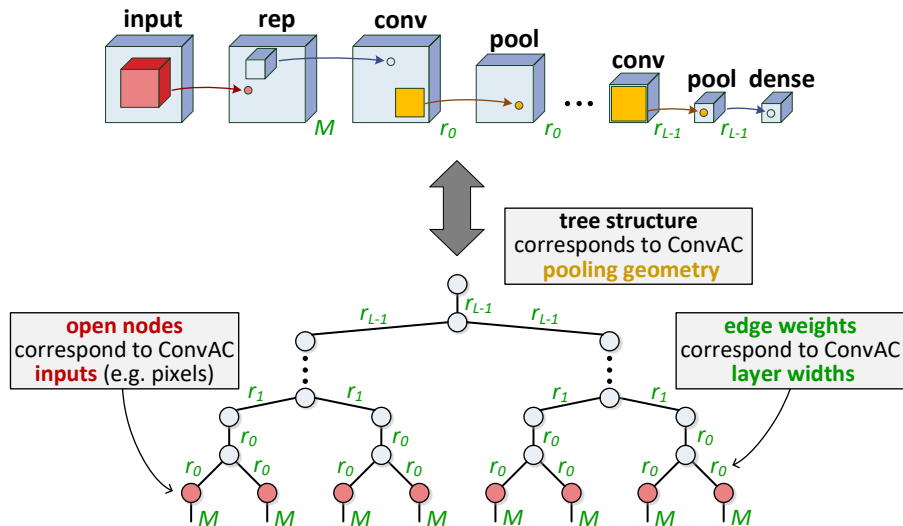 input rep conv pool conv pool dense
M r0 r0 rL-1 rL-1
tree structure
corresponds to ConvAC
pooling geometry
rL-1
rL-1 rL-1
open nodes
correspond to ConvAC
inputs (e.g. pixels)
edge weights
correspond to ConvAC
layer widths
r1 r1 r1 r1
r0 r0 r0 r0
r0 r0 r0 r0 r0 r0 r0 r0
M M M M M M M M